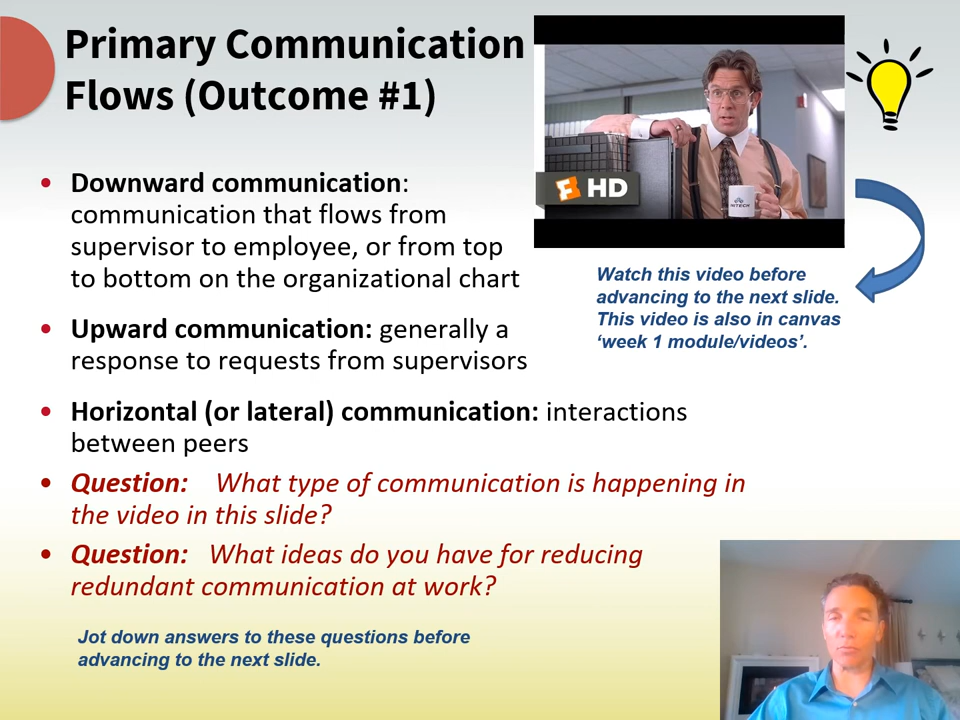 Primary Communication
Flows (Outcome #1)
HD
Watch this video before
advancing to the next slide.
This video is also in canvas
‘week 1 module/videos’.
• Downward communication:
communication that flows from
supervisor to employee, or from top
to bottom on the organizational chart
• Upward communication: generally a
response to requests from supervisors
• Horizontal (or lateral) communication: interactions
between peers
• Question: What type of communication is happening in
the video in this slide?
• Question: What ideas do you have for reducing
redundant communication at work?
Jot down answers to these questions before
advancing to the next slide.